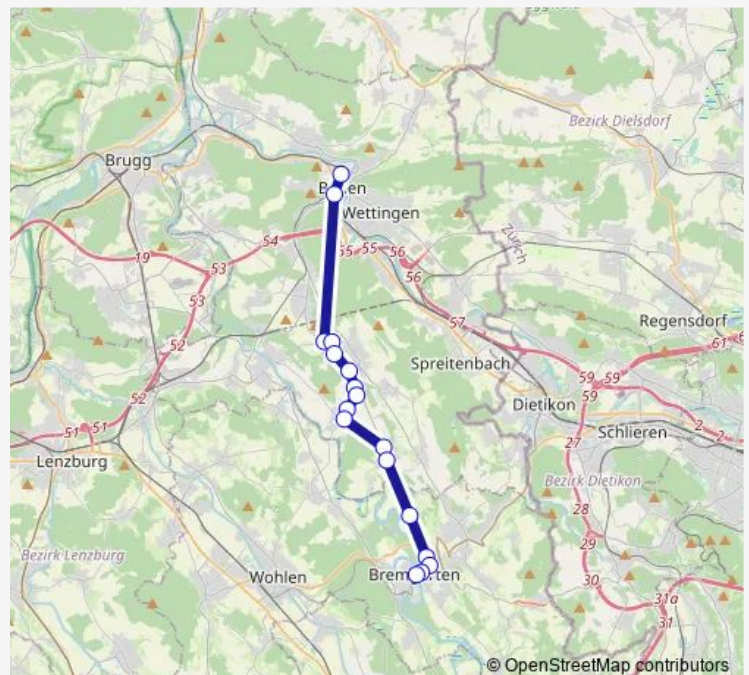 Bezirk Dielsdorf
Brugg
Wettingen
54
55
55
56
56
19
53
53
Zürich
57
Regensdorf
61
52
52
Spreitenbach
59
59
59
Dietikon
51
51
2
2
27
Schlieren
Lenzburg
Bezirk Dietikon
28
29
Bezirk Lenzburg
Wohlen
30
31a
31
© OpenStreetMap contributors